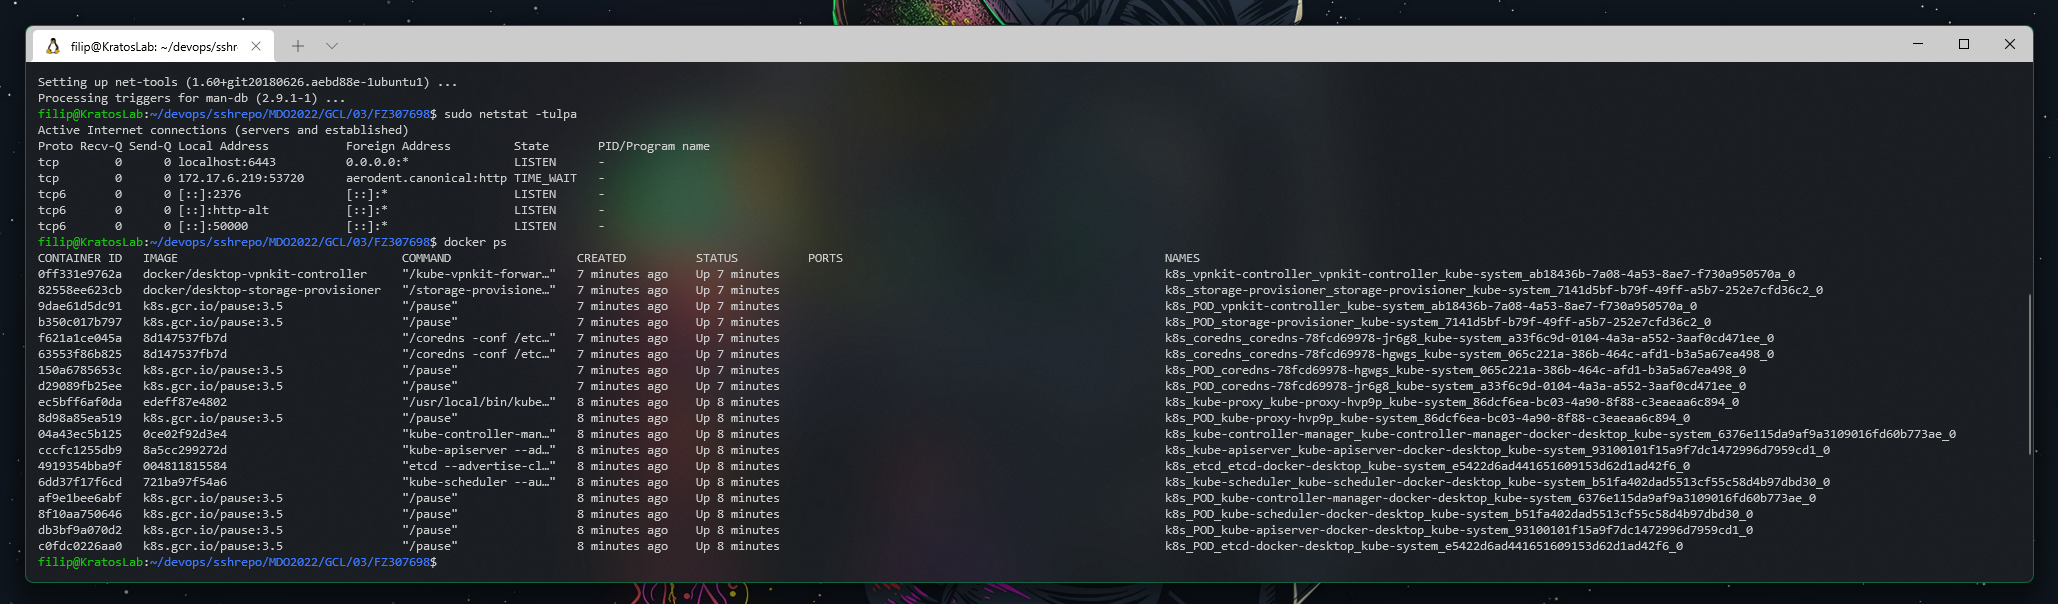 filip@KratosLab: ~/devops/sshr
Setting up net-tools (1.60+git20180626.aebd88e-1ubuntu1) ...
Processing triggers for man-db (2.9.1-1) ...
filip@KratosLab:~/devops/sshrepo/MDO2022/GCL/03/FZ307698$ sudo netstat -tulpa
Active Internet connections (servers and established)
Proto Recv-Q Send-Q Local Address           Foreign Address         State       PID/Program name
tcp        0      0 localhost:6443          0.0.0.0:*               LISTEN      -
tcp        0      0 172.17.6.219:53720      aerodent.canonical:http TIME_WAIT   -
tcp6       0      0 [::]:2376               [::]:*                  LISTEN      -
tcp6       0      0 [::]:http-alt           [::]:*                  LISTEN      -
tcp6       0      0 [::]:50000              [::]:*                  LISTEN      -
filip@KratosLab:~/devops/sshrepo/MDO2022/GCL/03/FZ307698$ docker ps
CONTAINER ID   IMAGE                                COMMAND                  CREATED         STATUS          PORTS     NAMES
0ff331e9762a   docker/desktop-vpnkit-controller     "/kube-vpnkit-forwar…"   7 minutes ago   Up 7 minutes              k8s_vpnkit-controller_vpnkit-controller_kube-system_ab18436b-7a08-4a53-8ae7-f730a950570a_0
82558ee623cb   docker/desktop-storage-provisioner   "/storage-provisione…"   7 minutes ago   Up 7 minutes              k8s_storage-provisioner_storage-provisioner_kube-system_7141d5bf-b79f-49ff-a5b7-252e7cfd36c2_0
9dae61d5dc91   k8s.gcr.io/pause:3.5                 "/pause"                 7 minutes ago   Up 7 minutes              k8s_POD_vpnkit-controller_kube-system_ab18436b-7a08-4a53-8ae7-f730a950570a_0
b350c017b797   k8s.gcr.io/pause:3.5                 "/pause"                 7 minutes ago   Up 7 minutes              k8s_POD_storage-provisioner_kube-system_7141d5bf-b79f-49ff-a5b7-252e7cfd36c2_0
f621a1ce045a   8d147537fb7d                         "/coredns -conf /etc…"   7 minutes ago   Up 7 minutes              k8s_coredns_coredns-78fcd69978-jr6g8_kube-system_a33f6c9d-0104-4a3a-a552-3aaf0cd471ee_0
63553f86b825   8d147537fb7d                         "/coredns -conf /etc…"   7 minutes ago   Up 7 minutes              k8s_coredns_coredns-78fcd69978-hgwgs_kube-system_065c221a-386b-464c-afd1-b3a5a67ea498_0
150a6785653c   k8s.gcr.io/pause:3.5                 "/pause"                 7 minutes ago   Up 7 minutes              k8s_POD_coredns-78fcd69978-hgwgs_kube-system_065c221a-386b-464c-afd1-b3a5a67ea498_0
d29089fb25ee   k8s.gcr.io/pause:3.5                 "/pause"                 7 minutes ago   Up 7 minutes              k8s_POD_coredns-78fcd69978-jr6g8_kube-system_a33f6c9d-0104-4a3a-a552-3aaf0cd471ee_0
ec5bff6af0da   edeff87e4802                         "/usr/local/bin/kube…"   8 minutes ago   Up 8 minutes              k8s_kube-proxy_kube-proxy-hvp9p_kube-system_86dcf6ea-bc03-4a90-8f88-c3eaeaa6c894_0
8d98a85ea519   k8s.gcr.io/pause:3.5                 "/pause"                 8 minutes ago   Up 8 minutes              k8s_POD_kube-proxy-hvp9p_kube-system_86dcf6ea-bc03-4a90-8f88-c3eaeaa6c894_0
04a43ec5b125   0ce02f92d3e4                         "kube-controller-man…"   8 minutes ago   Up 8 minutes              k8s_kube-controller-manager_kube-controller-manager-docker-desktop_kube-system_6376e115da9af9a3109016fd60b773ae_0
cccfc1255db9   8a5cc299272d                         "kube-apiserver --ad…"   8 minutes ago   Up 8 minutes              k8s_kube-apiserver_kube-apiserver-docker-desktop_kube-system_93100101f15a9f7dc1472996d7959cd1_0
4919354bba9f   004811815584                         "etcd --advertise-cl…"   8 minutes ago   Up 8 minutes              k8s_etcd_etcd-docker-desktop_kube-system_e5422d6ad441651609153d62d1ad42f6_0
6dd37f17f6cd   721ba97f54a6                         "kube-scheduler --au…"   8 minutes ago   Up 8 minutes              k8s_kube-scheduler_kube-scheduler-docker-desktop_kube-system_b51fa402dad5513cf55c58d4b97dbd30_0
af9e1bee6abf   k8s.gcr.io/pause:3.5                 "/pause"                 8 minutes ago   Up 8 minutes              k8s_POD_kube-controller-manager-docker-desktop_kube-system_6376e115da9af9a3109016fd60b773ae_0
8f10aa750646   k8s.gcr.io/pause:3.5                 "/pause"                 8 minutes ago   Up 8 minutes              k8s_POD_kube-scheduler-docker-desktop_kube-system_b51fa402dad5513cf55c58d4b97dbd30_0
db3bf9a070d2   k8s.gcr.io/pause:3.5                 "/pause"                 8 minutes ago   Up 8 minutes              k8s_POD_kube-apiserver-docker-desktop_kube-system_93100101f15a9f7dc1472996d7959cd1_0
c0fdc0226aa0   k8s.gcr.io/pause:3.5                 "/pause"                 8 minutes ago   Up 8 minutes              k8s_POD_etcd-docker-desktop_kube-system_e5422d6ad441651609153d62d1ad42f6_0
filip@KratosLab:~/devops/sshrepo/MDO2022/GCL/03/FZ307698$